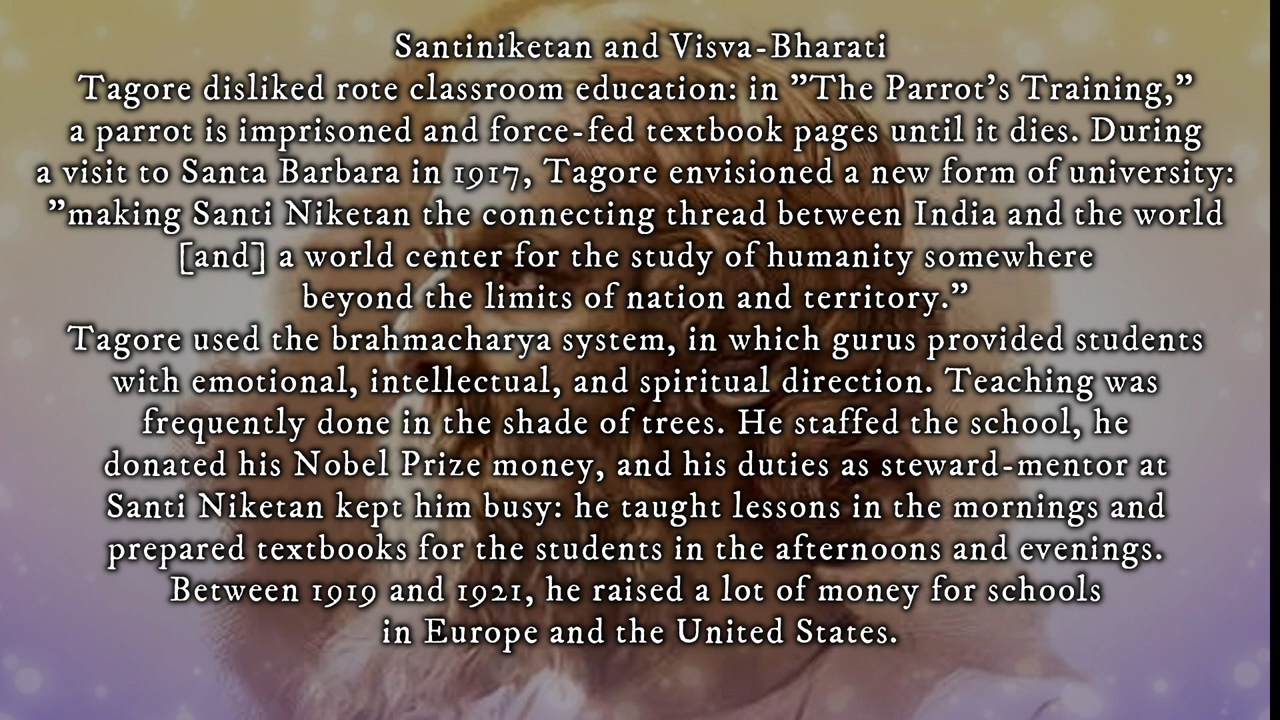 Santiniketan and Visva-Bharati
Tagore disliked rote classroom education: in ”The Parrot’s Training,”
a parrot is imprisoned and force-fed textbook pages until it dies. During
a visit to Santa Barbara in 1917, Tagore envisioned a new form of university:
”making Santi Niketan the connecting thread between India and the world
[and] a world center for the study of humanity somewhere
beyond the limits of nation and territory.”
Tagore used the brahmacharya system, in which gurus provided students
with emotional, intellectual, and spiritual direction. Teaching was
frequently done in the shade of trees. He staffed the school, he
donated his Nobel Prize money, and his duties as steward-mentor at
Santi Niketan kept him busy: he taught lessons in the mornings and
prepared textbooks for the students in the afternoons and evenings.
Between 1919 and 1921, he raised a lot of money for schools
in Europe and the United States.